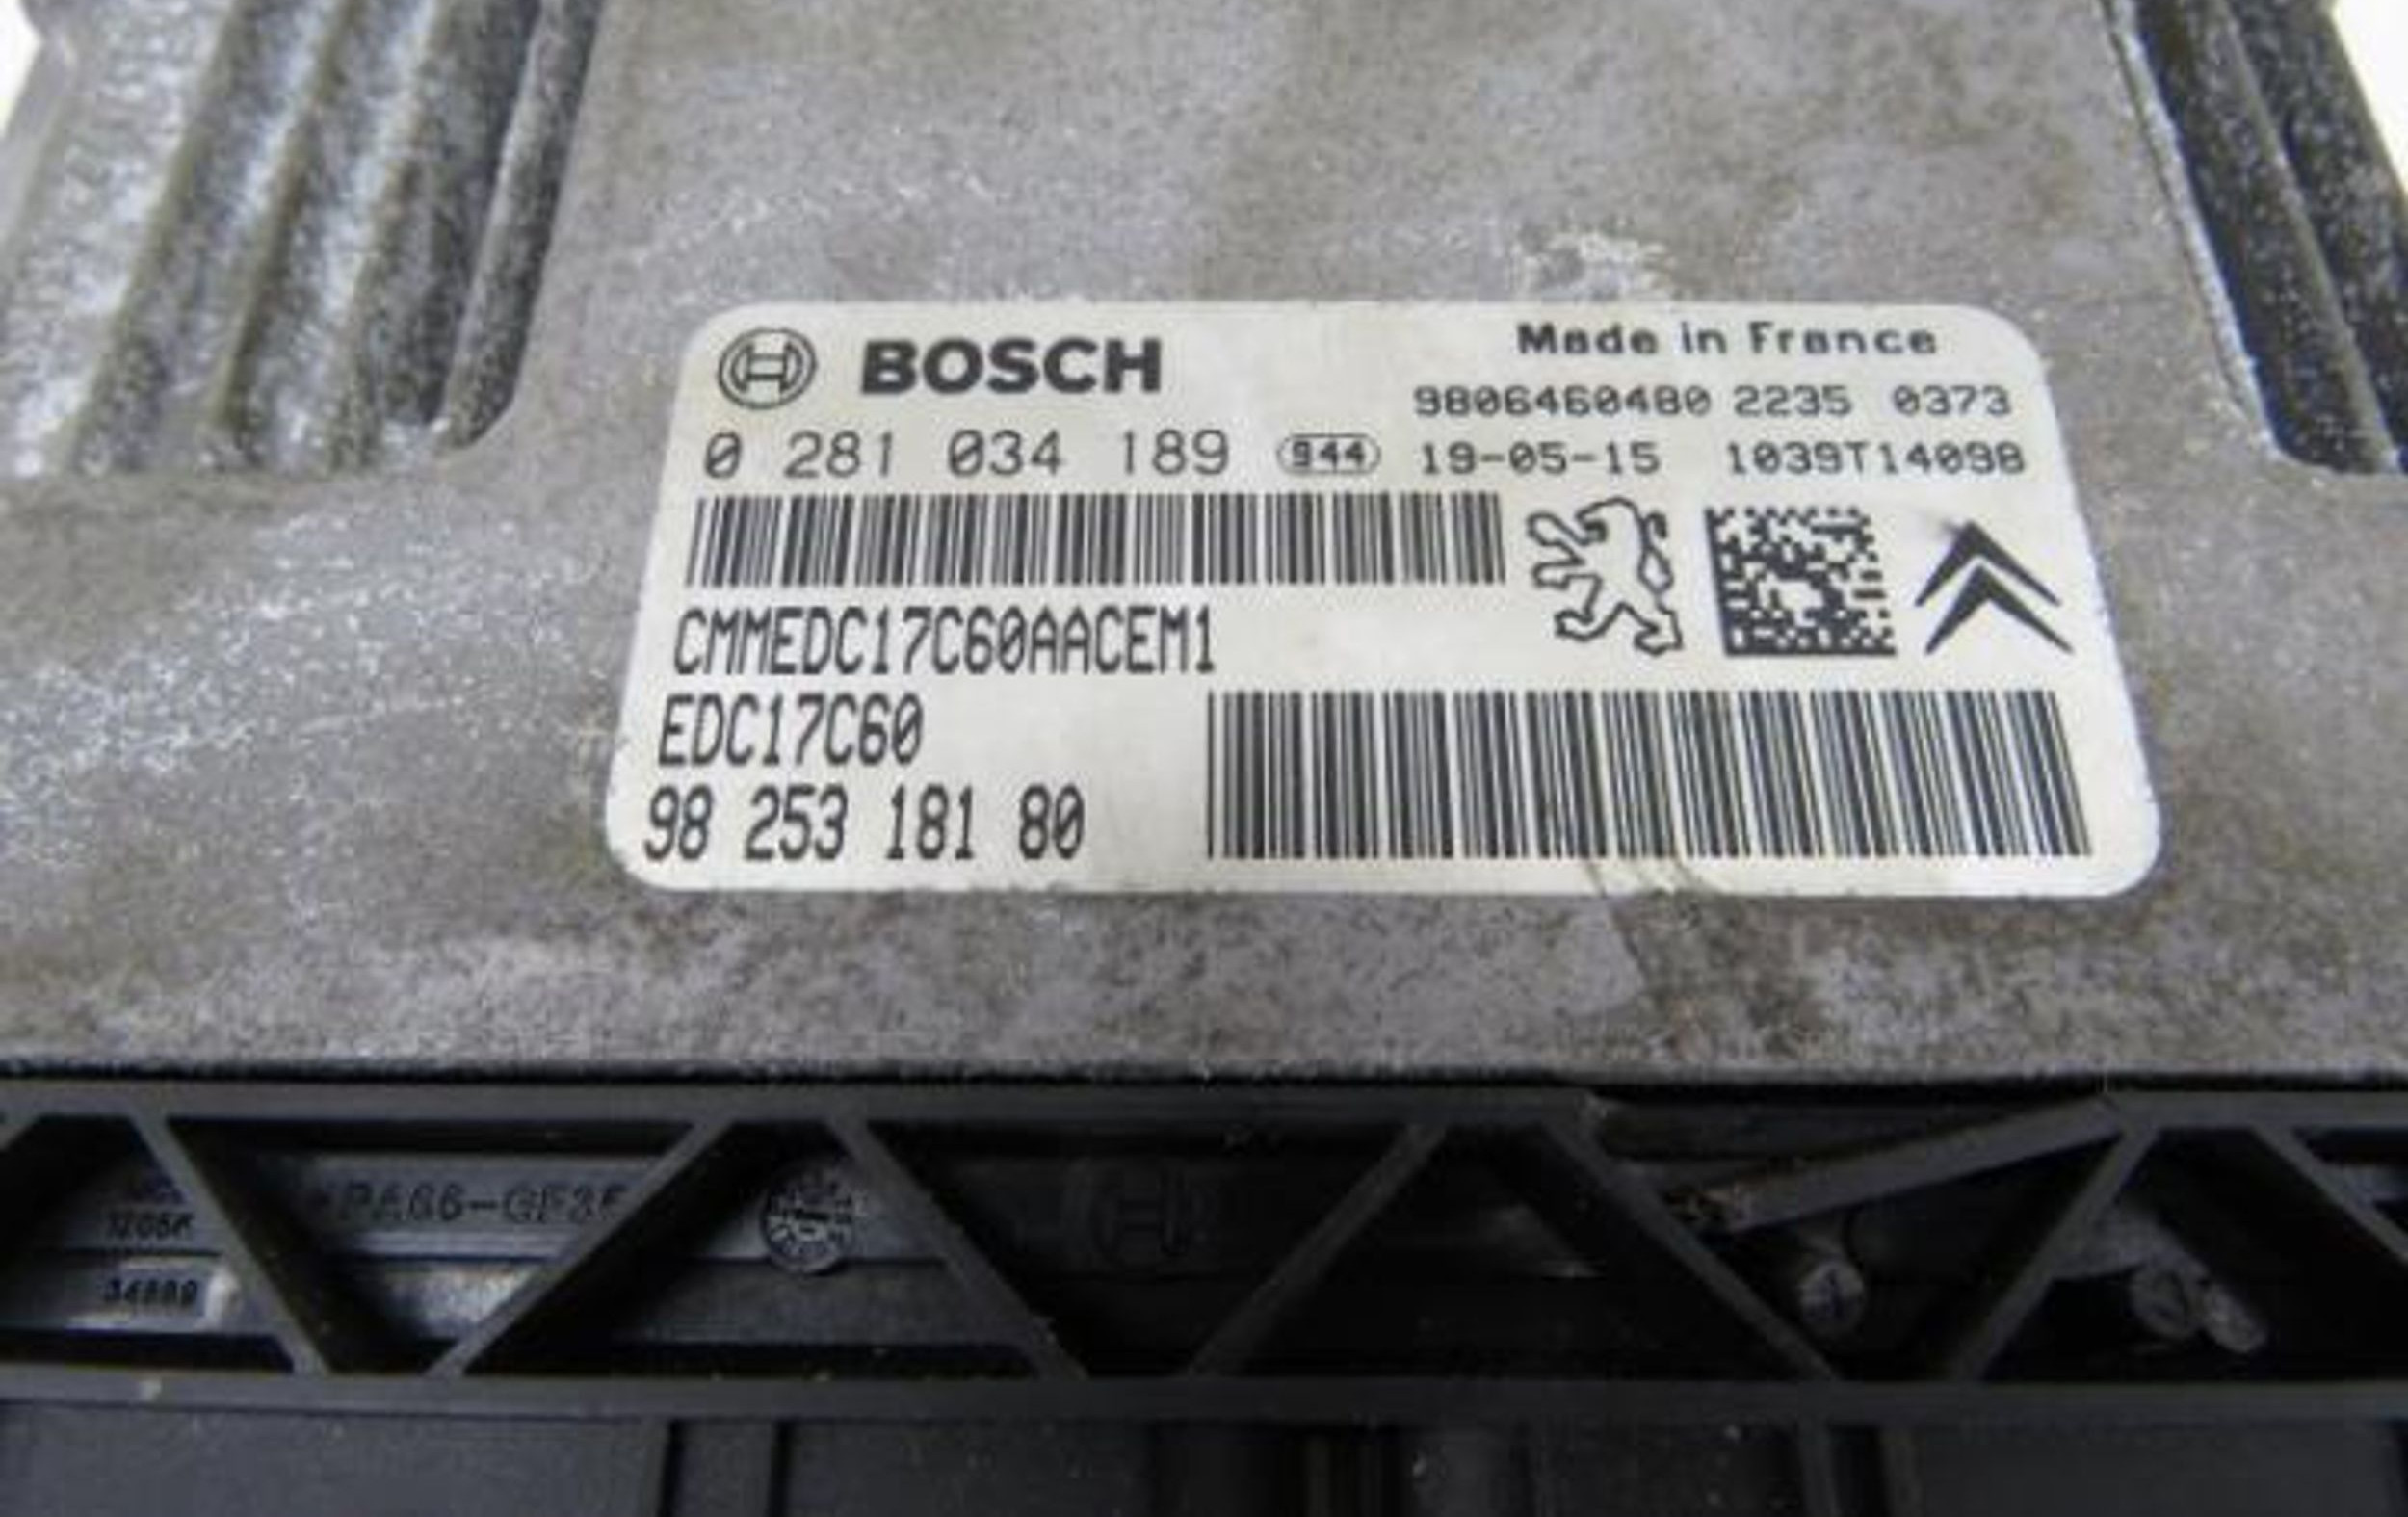 BOSCH
Made in France
9806460480 2235 0373
0 281 034 189 944 19-05-15 1039T14098
CMMEDC17C60AACEM1
EDC17C60
98 253 181 80